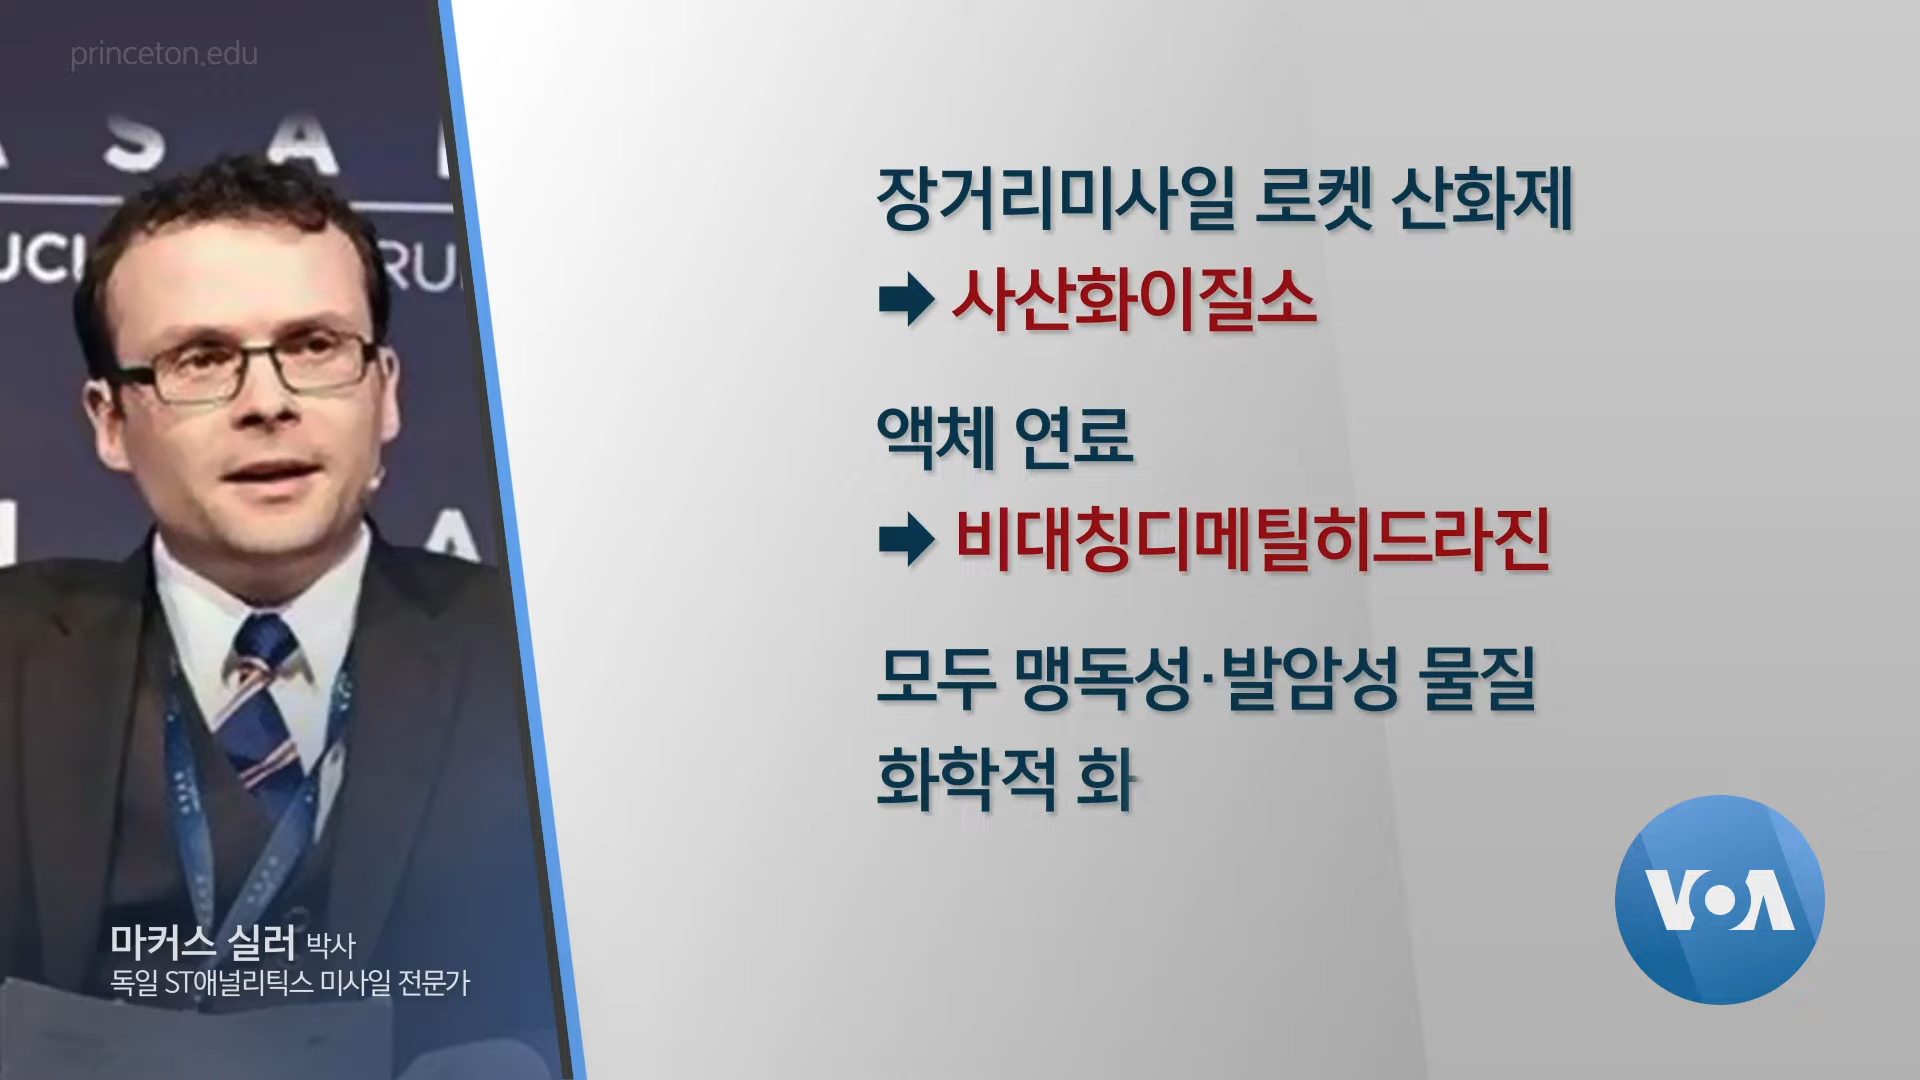 princeton.edu
A S A
UCL RU
A
장거리미사일 로켓 산화제
➡ 사산화이질소
액체 연료
➡ 비대칭디메틸히드라진
모두 맹독성·발암성 물질
화학적 화
마커스 실러 박사
독일 ST애널리틱스 미사일 전문가
VOA